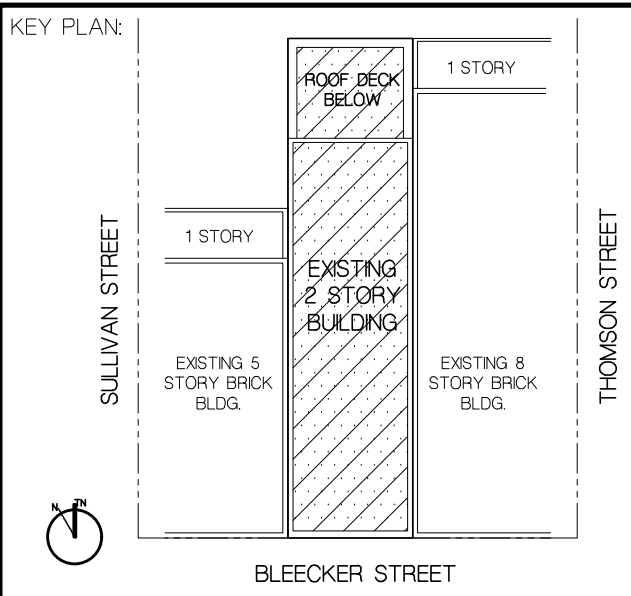 KEY PLAN:
ROOF DECK
BELOW
1 STORY
1 STORY
SULLIVAN STREET
EXISTING
2 STORY
BUILDING
THOMSON STREET
EXISTING 5
STORY BRICK
BLDG.
EXISTING 8
STORY BRICK
BLDG.
N TN
BLEECKER STREET